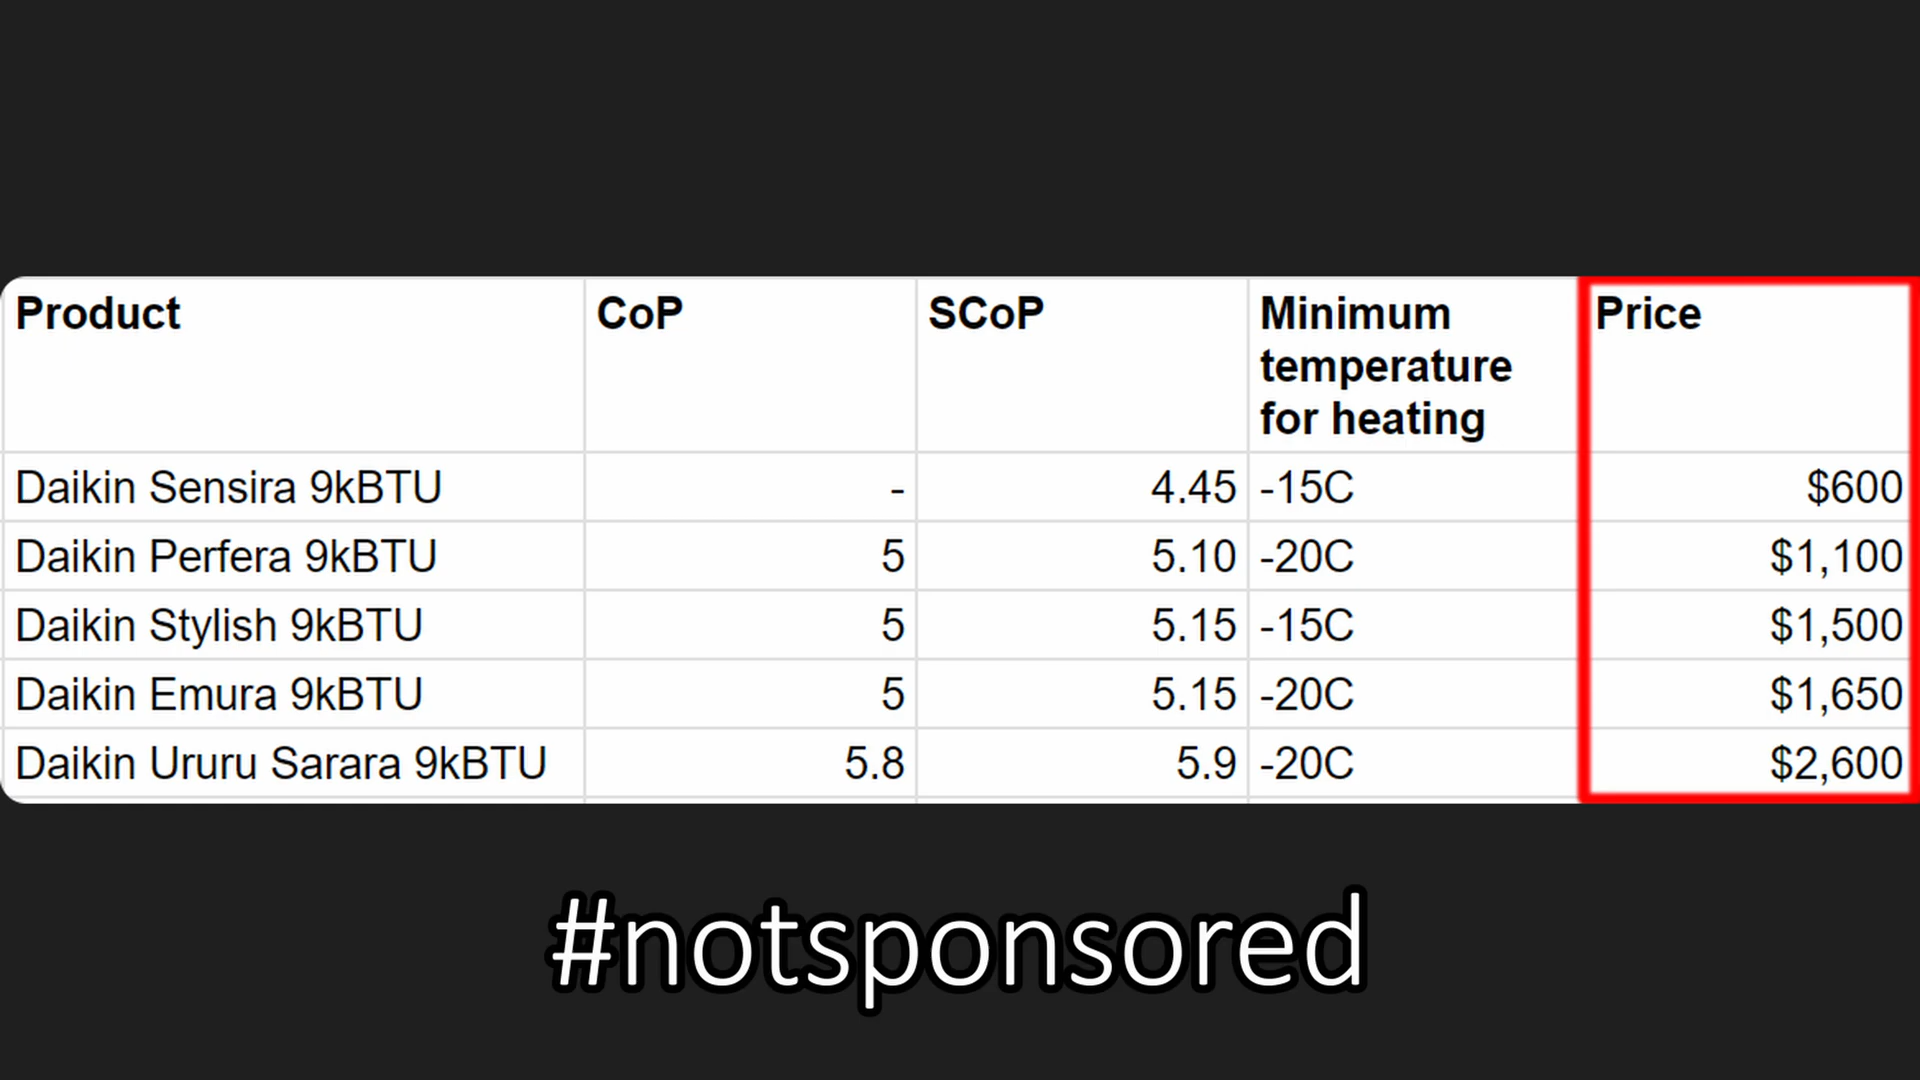 Product CoP SCoP Minimum temperature for heating Price
Daikin Sensira 9kBTU - 4.45 -15C $600
Daikin Perfera 9kBTU 5 5.10 -20C $1,100
Daikin Stylish 9kBTU 5 5.15 -15C $1,500
Daikin Emura 9kBTU 5 5.15 -20C $1,650
Daikin Ururu Sarara 9kBTU 5.8 5.9 -20C $2,600
#notsponsored